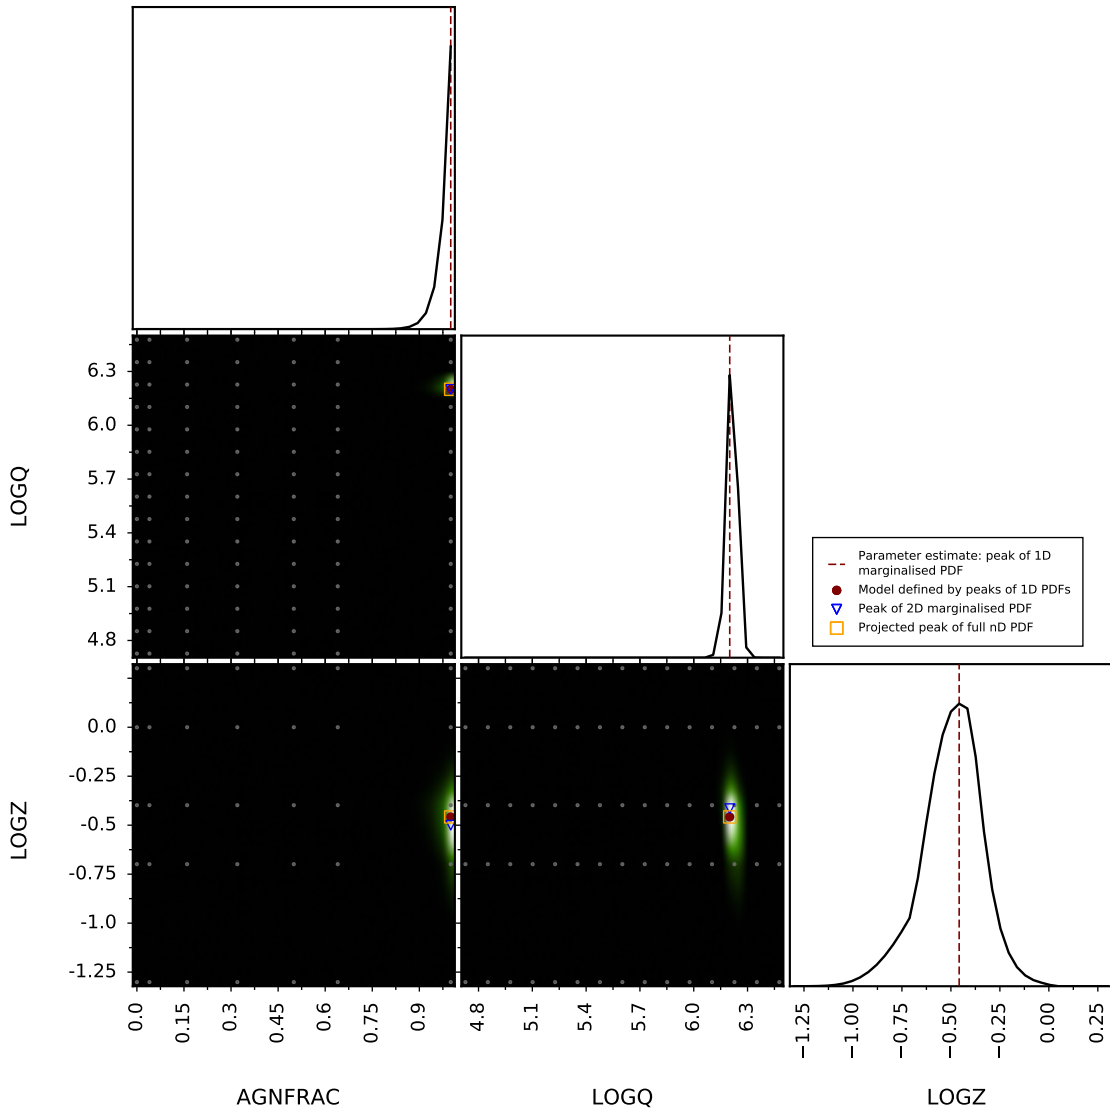 6.3
6.0
5.7
5.4
5.1
4.8
LOGQ
Parameter estimate: peak of 1D
marginalised PDF
Model defined by peaks of 1D PDFs
Peak of 2D marginalised PDF
Projected peak of full nD PDF
0.0
-0.25
-0.5
-0.75
-1.0
-1.25
LOGZ
0.0 0.15 0.3 0.45 0.6 0.75 0.9
4.8 5.1 5.4 5.7 6.0 6.3
−1.25 −1.00 −0.75 −0.50 −0.25 0.00 0.25
AGNFRAC LOGQ LOGZ